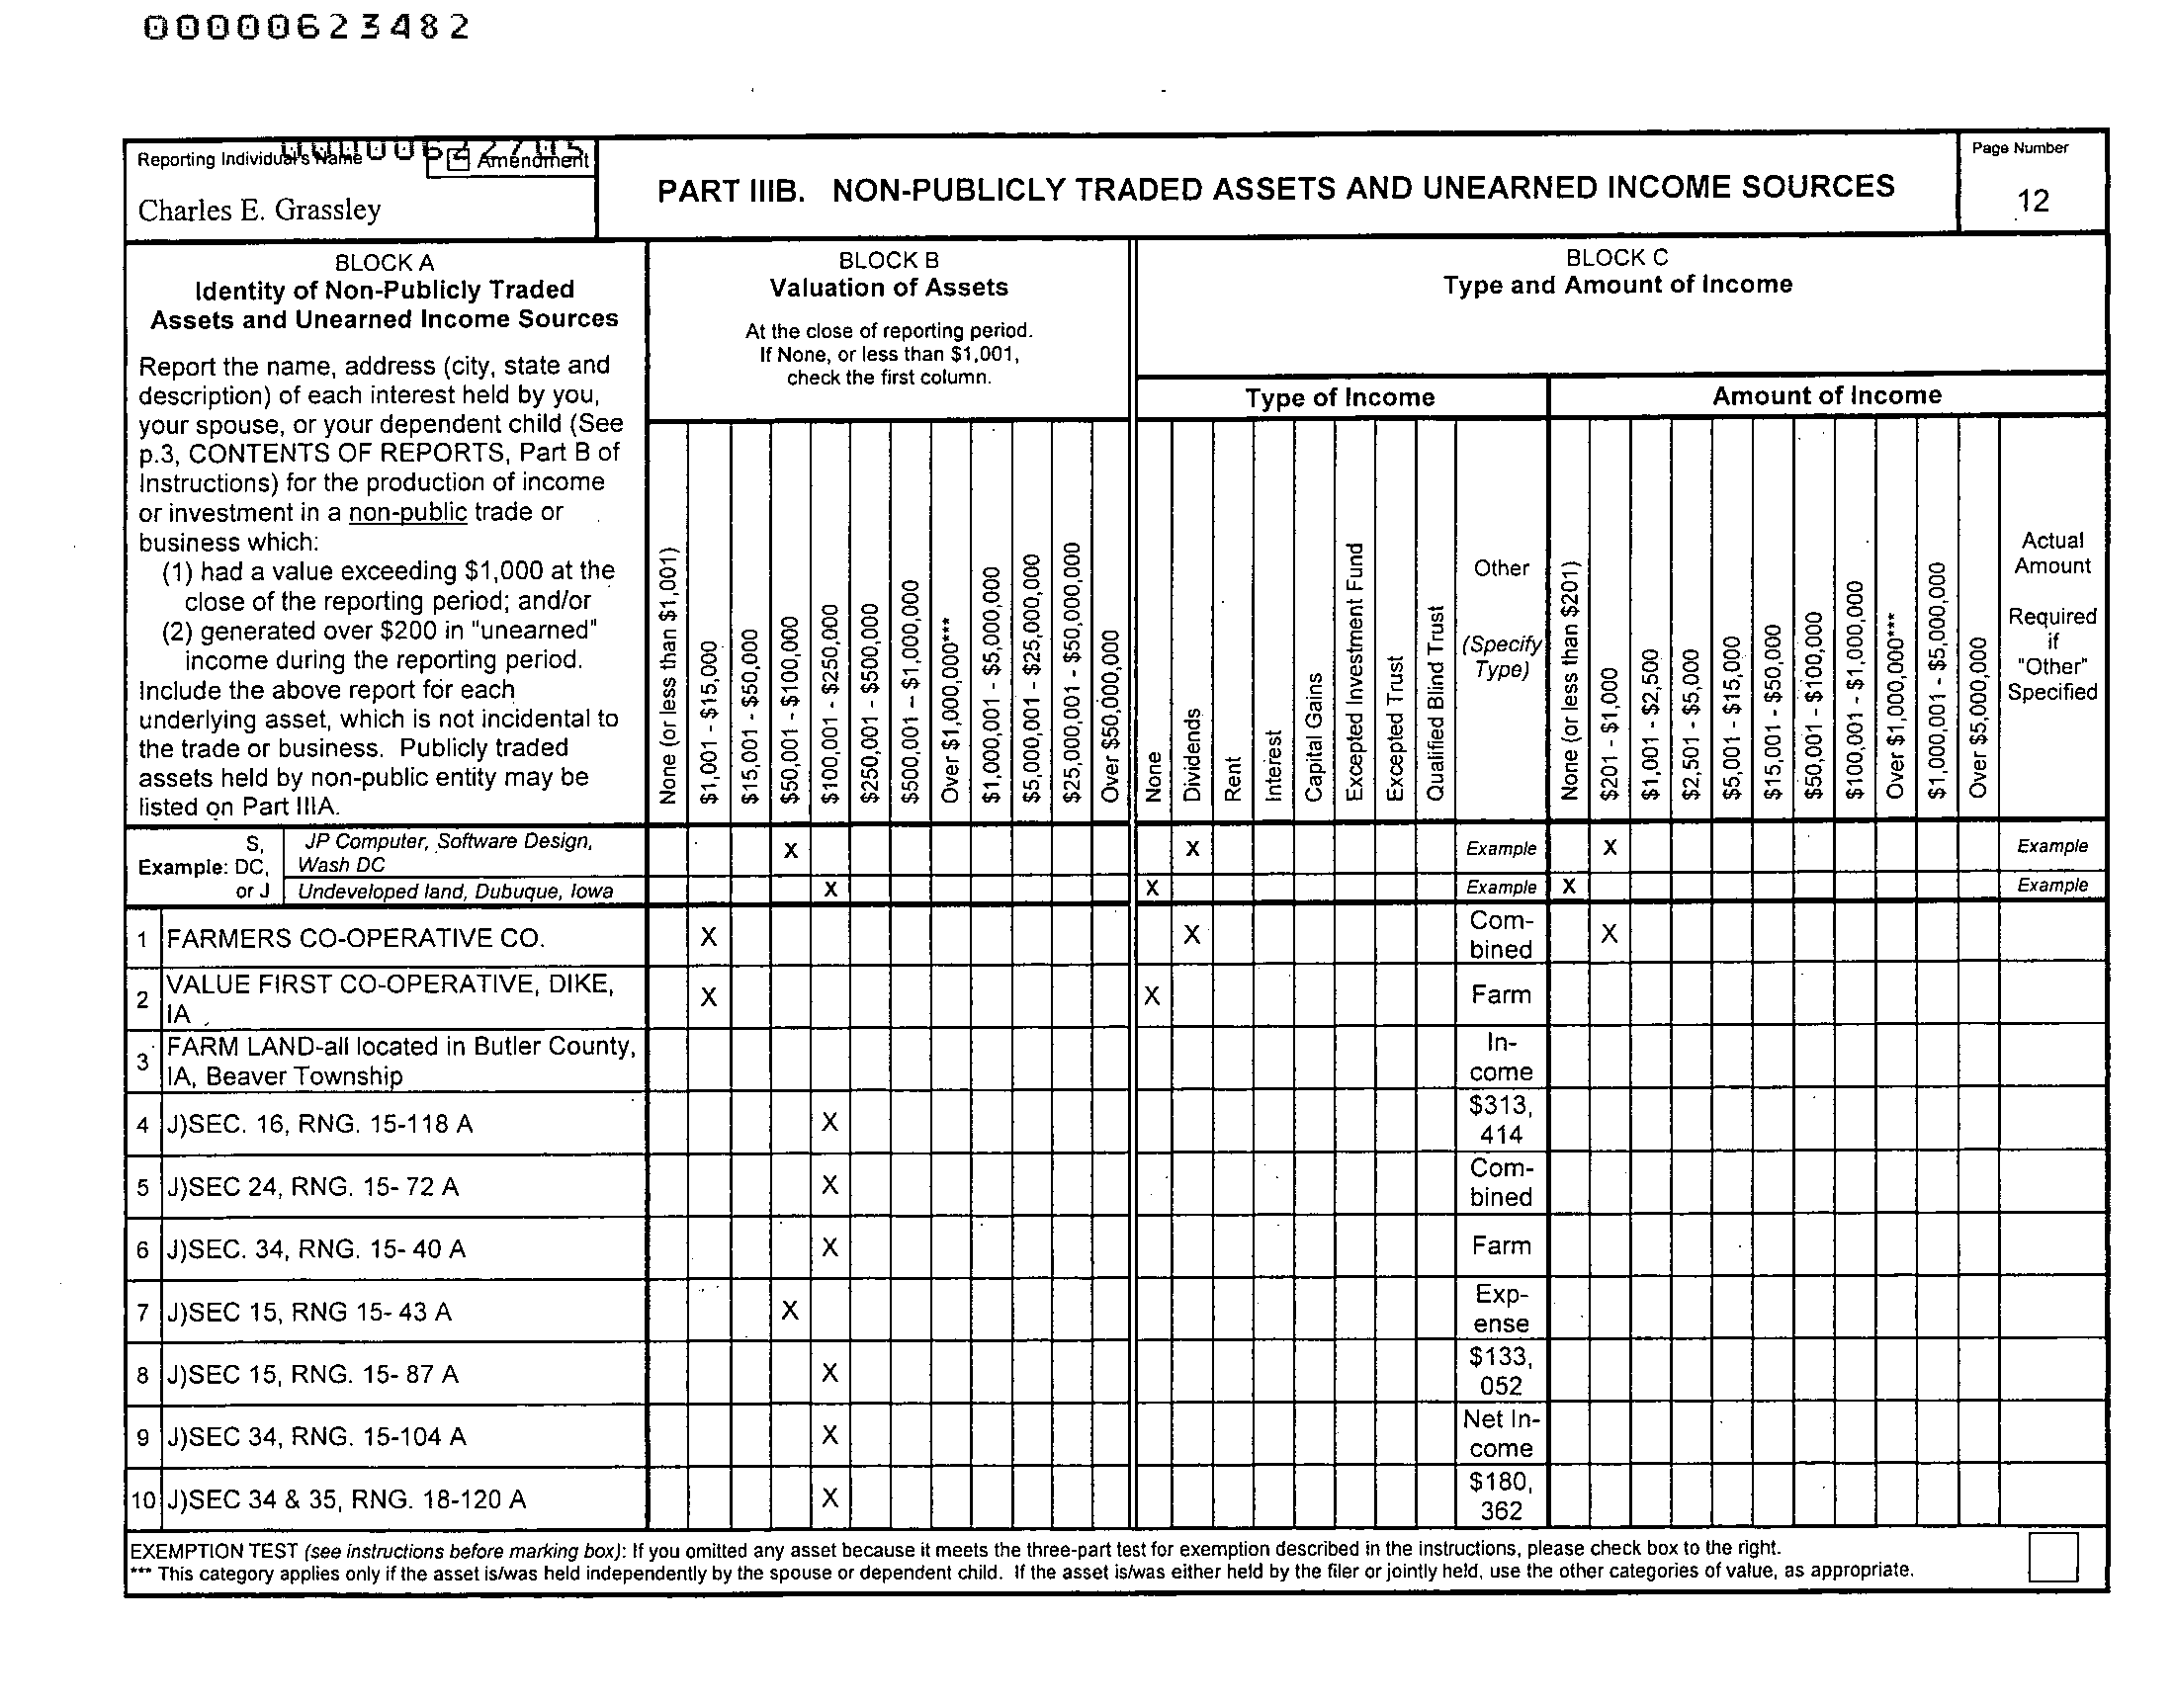 00000623482
Reporting Individual's Name
Amendment
Charles E. Grassley
PART IIIB. NON-PUBLICLY TRADED ASSETS AND UNEARNED INCOME SOURCES
Page Number
12
BLOCK A
Identity of Non-Publicly Traded
Assets and Unearned Income Sources
Report the name, address (city, state and
description) of each interest held by you,
your spouse, or your dependent child (See
p.3, CONTENTS OF REPORTS, Part B of
Instructions) for the production of income
or investment in a non-public trade or
business which:
(1) had a value exceeding $1,000 at the
close of the reporting period; and/or
(2) generated over $200 in "unearned"
income during the reporting period.
Include the above report for each
underlying asset, which is not incidental to
the trade or business. Publicly traded
assets held by non-public entity may be
listed on Part IIIA.
BLOCK B
Valuation of Assets
At the close of reporting period.
If None, or less than $1,001,
check the first column.
None (or less than $1,001)
$1,001 - $15,000
$15,001 - $50,000
$50,001 - $100,000
$100,001 - $250,000
$250,001 - $500,000
$500,001 – $1,000,000
Over $1,000,000***
$1,000,001 - $5,000,000
$5,000,001 - $25,000,000
$25,000,001 - $50,000,000
Over $50,000,000
BLOCK C
Type and Amount of Income
Type of Income
None
Dividends
Rent
Interest
Capital Gains
Excepted Investment Fund
Excepted Trust
Qualified Blind Trust
Other
(Specify
Type)
Amount of Income
None (or less than $201)
$201 - $1,000
$1,001 - $2,500
$2,501 - $5,000
$5,001 - $15,000
$15,001 - $50,000
$50,001 - $100,000
$100,001 - $1,000,000
Over $1,000,000***
$1,000,001 - $5,000,000
Over $5,000,000
Actual
Amount
Required
if
"Other"
Specified
Example: S, DC, or J
JP Computer, Software Design, Wash DC X X Example X Example
Undeveloped land, Dubuque, Iowa X X Example X Example
1 FARMERS CO-OPERATIVE CO. X X Com-bined X
2 VALUE FIRST CO-OPERATIVE, DIKE, IA X X Farm
3 FARM LAND-all located in Butler County, IA, Beaver Township In-come
4 J)SEC. 16, RNG. 15-118 A X $313,414
5 J)SEC 24, RNG. 15- 72 A X Com-bined
6 J)SEC. 34, RNG. 15- 40 A X Farm
7 J)SEC 15, RNG 15- 43 A X Exp-ense
8 J)SEC 15, RNG. 15- 87 A X $133,052
9 J)SEC 34, RNG. 15-104 A X Net In-come
10 J)SEC 34 & 35, RNG. 18-120 A X $180,362
EXEMPTION TEST (see instructions before marking box): If you omitted any asset because it meets the three-part test for exemption described in the instructions, please check box to the right.
*** This category applies only if the asset is/was held independently by the spouse or dependent child. If the asset is/was either held by the filer or jointly held, use the other categories of value, as appropriate.